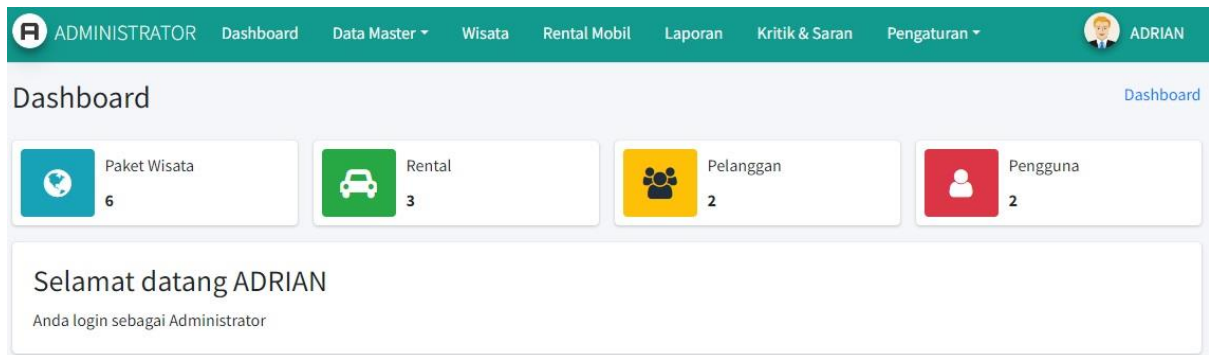 ADMINISTRATOR Dashboard Data Master Wisata Rental Mobil Laporan Kritik & Saran Pengaturan ADRIAN
Dashboard Dashboard
Paket Wisata
6
Rental
3
Pelanggan
2
Pengguna
2
Selamat datang ADRIAN
Anda login sebagai Administrator